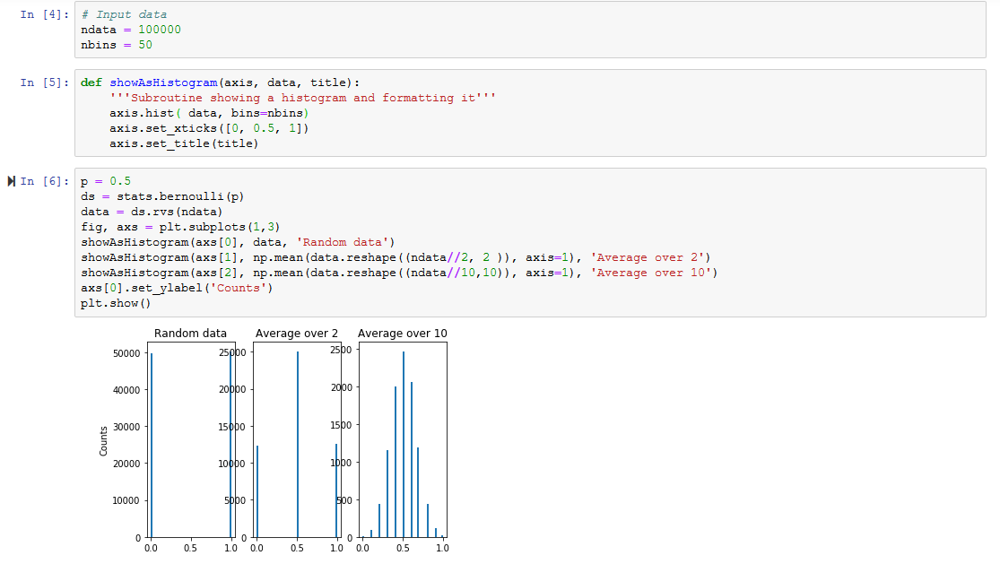 In [4]: # Input data
ndata = 100000
nbins = 50
In [5]: def showAsHistogram(axis, data, title):
'''Subroutine showing a histogram and formatting it'''
axis.hist( data, bins=nbins)
axis.set_xticks([0, 0.5, 1])
axis.set_title(title)
In [6]: p = 0.5
ds = stats.bernoulli(p)
data = ds.rvs(ndata)
fig, axs = plt.subplots(1,3)
showAsHistogram(axs[0], data, 'Random data')
showAsHistogram(axs[1], np.mean(data.reshape((ndata//2, 2 )), axis=1), 'Average over 2')
showAsHistogram(axs[2], np.mean(data.reshape((ndata//10,10)), axis=1), 'Average over 10')
axs[0].set_ylabel('Counts')
plt.show()
Random data
Counts
50000
40000
30000
20000
10000
0
0.0 0.5 1.0
Average over 2
25000
20000
15000
10000
5000
0
0.0 0.5 1.0
Average over 10
2500
2000
1500
1000
500
0
0.0 0.5 1.0